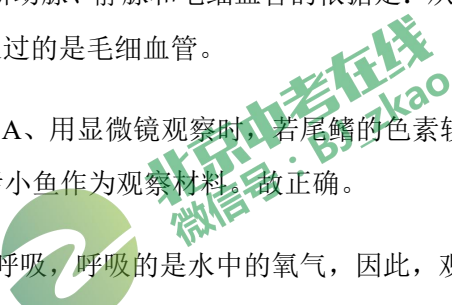 动脉、静脉和毛细血管的依据是：从
过的是毛细血管。
A、用显微镜观察时，若尾鳍的色素较
小鱼作为观察材料。故正确。
呼吸，呼吸的是水中的氧气，因此，观
北京中考在线
微信号：BJ_zkao